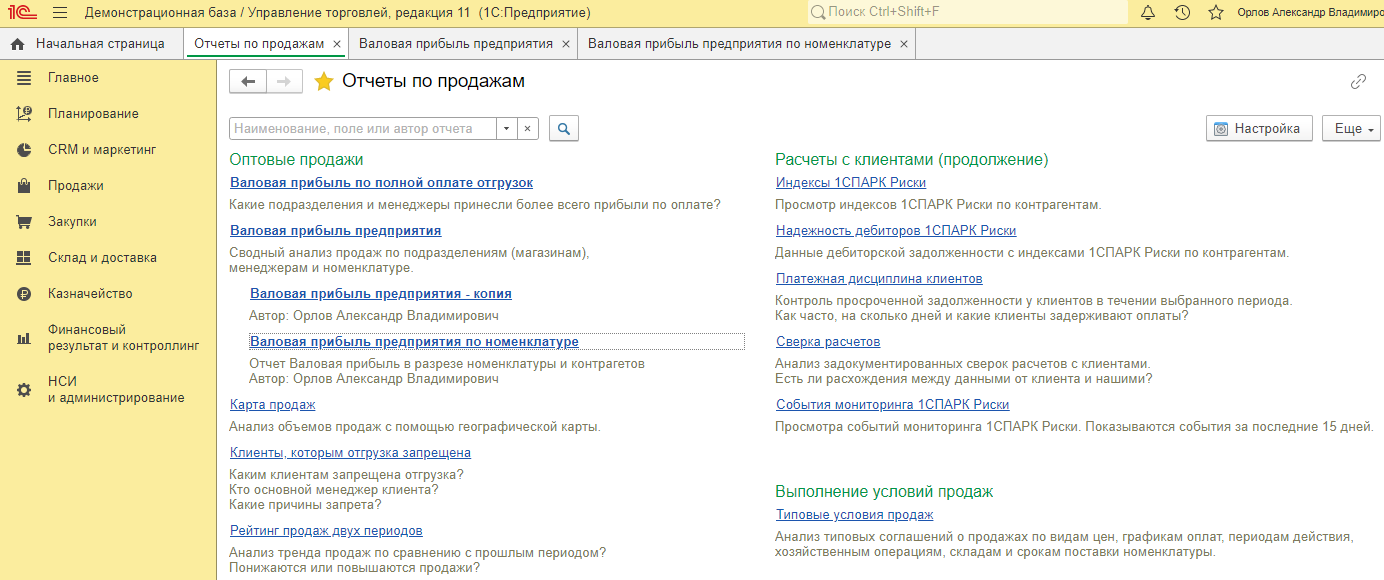 1С Демонстрационная база / Управление торговлей, редакция 11 (1С:Предприятие)
Поиск Ctrl+Shift+F
Орлов Александр Владимиро
Начальная страница
Отчеты по продажам ×
Валовая прибыль предприятия ×
Валовая прибыль предприятия по номенклатуре ×
Главное
Планирование
CRM и маркетинг
Продажи
Закупки
Склад и доставка
Казначейство
Финансовый
результат и контроллинг
НСИ
и администрирование
Отчеты по продажам
Наименование, поле или автор отчета
Настройка
Еще
Оптовые продажи
Валовая прибыль по полной оплате отгрузок
Какие подразделения и менеджеры принесли более всего прибыли по оплате?
Валовая прибыль предприятия
Сводный анализ продаж по подразделениям (магазинам),
менеджерам и номенклатуре.
Валовая прибыль предприятия - копия
Автор: Орлов Александр Владимирович
Валовая прибыль предприятия по номенклатуре
Отчет Валовая прибыль в разрезе номенклатуры и контрагетов
Автор: Орлов Александр Владимирович
Карта продаж
Анализ объемов продаж с помощью географической карты.
Клиенты, которым отгрузка запрещена
Каким клиентам запрещена отгрузка?
Кто основной менеджер клиента?
Какие причины запрета?
Рейтинг продаж двух периодов
Анализ тренда продаж по сравнению с прошлым периодом?
Понижаются или повышаются продажи?
Расчеты с клиентами (продолжение)
Индексы 1СПАРК Риски
Просмотр индексов 1СПАРК Риски по контрагентам.
Надежность дебиторов 1СПАРК Риски
Данные дебиторской задолженности с индексами 1СПАРК Риски по контрагентам.
Платежная дисциплина клиентов
Контроль просроченной задолженности у клиентов в течении выбранного периода.
Как часто, на сколько дней и какие клиенты задерживают оплаты?
Сверка расчетов
Анализ задокументированных сверок расчетов с клиентами.
Есть ли расхождения между данными от клиента и нашими?
События мониторинга 1СПАРК Риски
Просмотра событий мониторинга 1СПАРК Риски. Показываются события за последние 15 дней.
Выполнение условий продаж
Типовые условия продаж
Анализ типовых соглашений о продажах по видам цен, графикам оплат, периодам действия,
хозяйственным операциям, складам и срокам поставки номенклатуры.